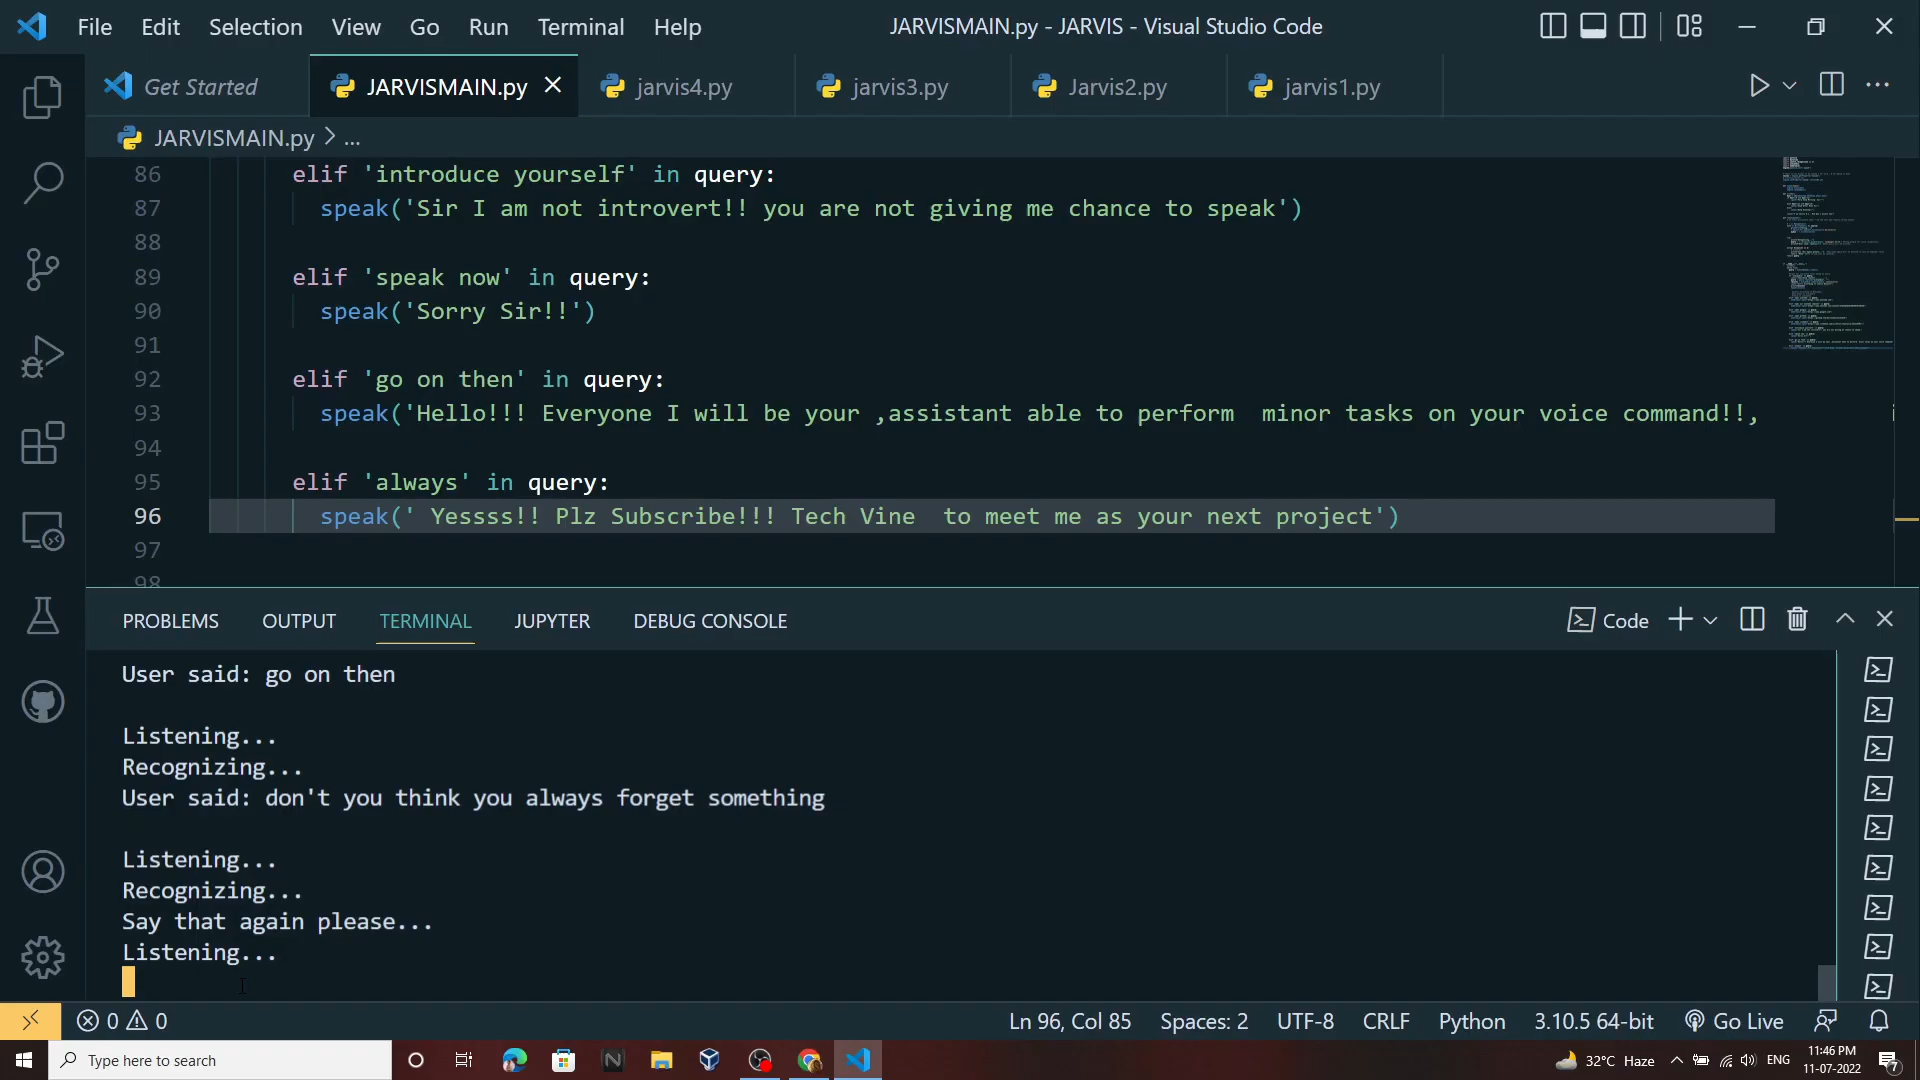 File Edit Selection View Go Run Terminal Help JARVISMAIN.py - JARVIS - Visual Studio Code
Get Started JARVISMAIN.py jarvis4.py jarvis3.py Jarvis2.py jarvis1.py
JARVISMAIN.py > ...
86 elif 'introduce yourself' in query:
87 speak('Sir I am not introvert!! you are not giving me chance to speak')
88
89 elif 'speak now' in query:
90 speak('Sorry Sir!!')
91
92 elif 'go on then' in query:
93 speak('Hello!!! Everyone I will be your ,assistant able to perform  minor tasks on your voice command!!,
94
95 elif 'always' in query:
96 speak(' Yessss!! Plz Subscribe!!! Tech Vine  to meet me as your next project')
97
98
PROBLEMS OUTPUT TERMINAL JUPYTER DEBUG CONSOLE Code
User said: go on then
Listening...
Recognizing...
User said: don't you think you always forget something
Listening...
Recognizing...
Say that again please...
Listening...
0 0 Ln 96, Col 85 Spaces: 2 UTF-8 CRLF Python 3.10.5 64-bit Go Live
Type here to search 32°C Haze ENG 11:46 PM
11-07-2022 7